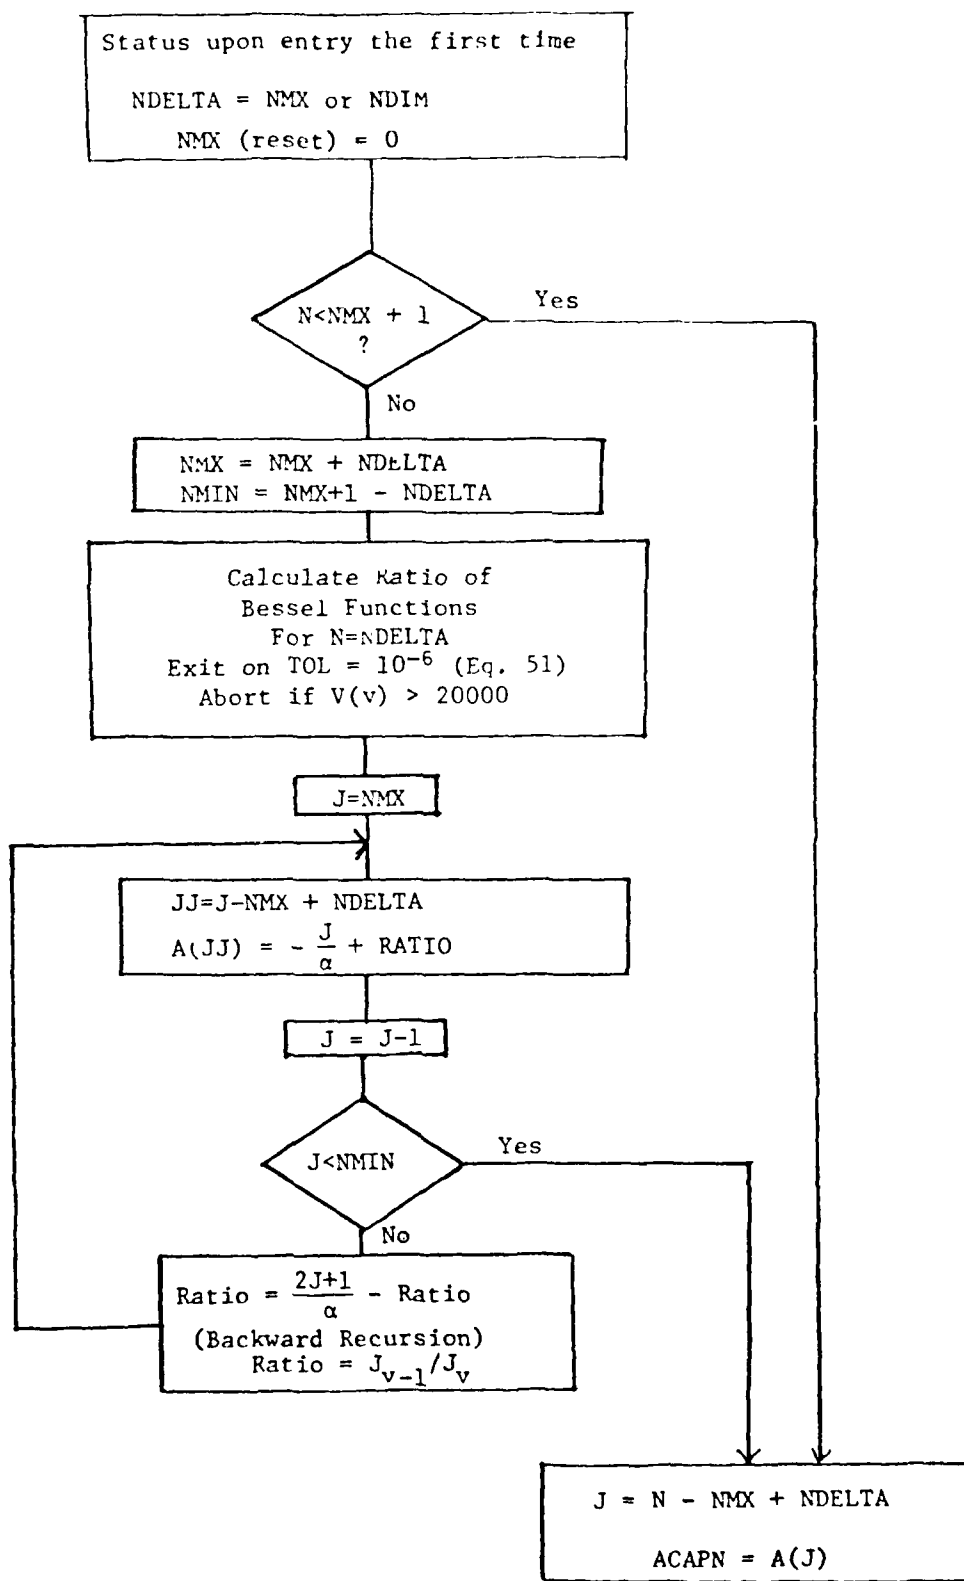 Status upon entry the first time
NDELTA = NMX or NDIM
NMX (reset) = 0
N<NMX + 1
?
Yes
No
NMX = NMX + NDELTA
NMIN = NMX+1 - NDELTA
Calculate Ratio of
Bessel Functions
For N=NDELTA
Exit on TOL = 10⁻⁶ (Eq. 51)
Abort if V(v) > 20000
J=NMX
JJ=J-NMX + NDELTA
A(JJ) = - J/α + RATIO
J = J-1
J<NMIN
Yes
No
Ratio = 2J+1/α - Ratio
(Backward Recursion)
Ratio = J_{v-1}/J_v
J = N - NMX + NDELTA
ACAPN = A(J)